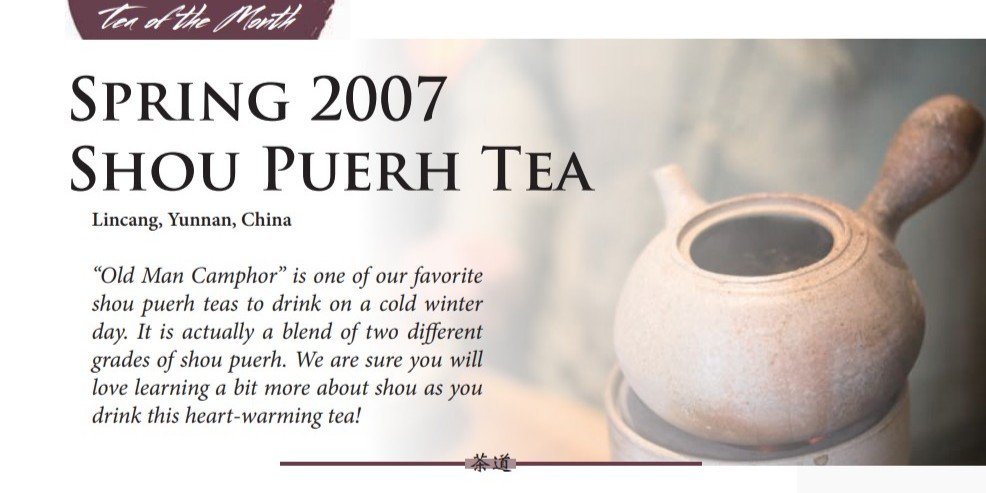 Tea of the Month
SPRING 2007
SHOU PUERH TEA
Lincang, Yunnan, China
“Old Man Camphor” is one of our favorite
shou puerh teas to drink on a cold winter
day. It is actually a blend of two different
grades of shou puerh. We are sure you will
love learning a bit more about shou as you
drink this heart-warming tea!
茶道